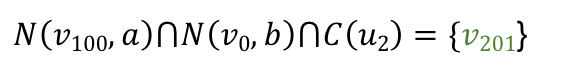 N(v₁₀₀, a)∩N(v₀, b)∩C(u₂) = {v₂₀₁}